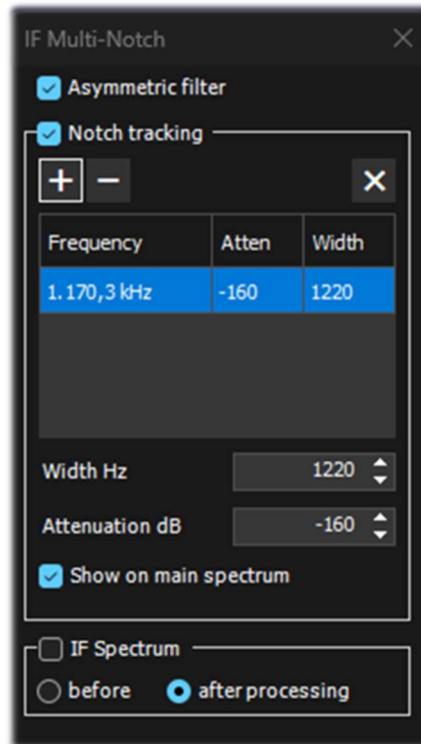 IF Multi-Notch
Asymmetric filter
Notch tracking
Frequency Atten Width
1.170,3 kHz -160 1220
Width Hz 1220
Attenuation dB -160
Show on main spectrum
IF Spectrum
before after processing